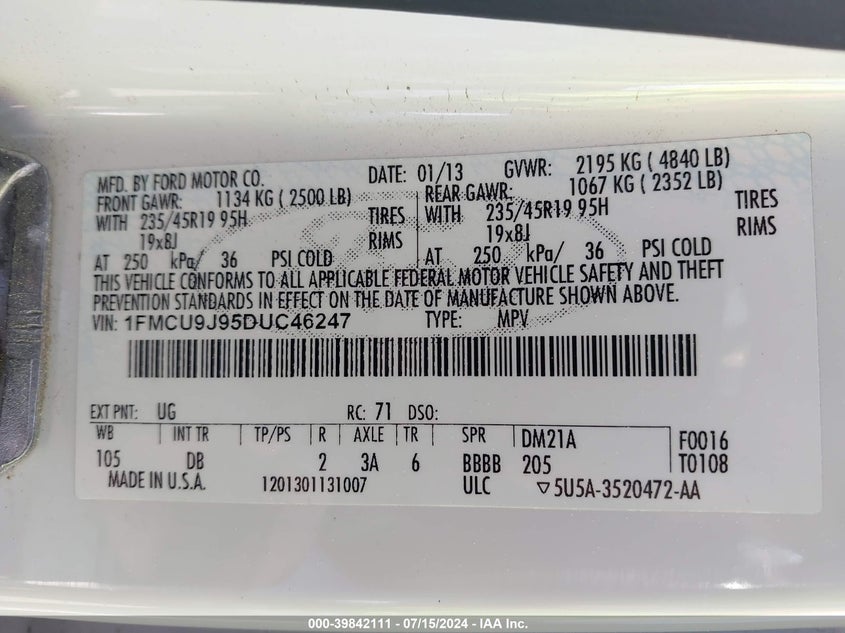 MFD. BY FORD MOTOR CO. DATE: 01/13 GVWR: 2195 KG ( 4840 LB)
FRONT GAWR: 1134 KG ( 2500 LB) REAR GAWR: 1067 KG ( 2352 LB)
WITH 235/45R19 95H TIRES WITH 235/45R19 95H TIRES
19x8J RIMS 19x8J RIMS
AT 250 kPa/ 36 PSI COLD AT 250 kPa/ 36 PSI COLD
THIS VEHICLE CONFORMS TO ALL APPLICABLE FEDERAL MOTOR VEHICLE SAFETY AND THEFT
PREVENTION STANDARDS IN EFFECT ON THE DATE OF MANUFACTURE SHOWN ABOVE.
VIN: 1FMCU9J95DUC46247 TYPE: MPV
EXT PNT: UG RC: 71 DSO:
WB INT TR TP/PS R AXLE TR SPR DM21A F0016
105 DB 2 3A 6 BBBB 205 T0108
MADE IN U.S.A. 1201301131007 ULC ▽5U5A-3520472-AA
000-39842111 - 07/15/2024 - IAA Inc.